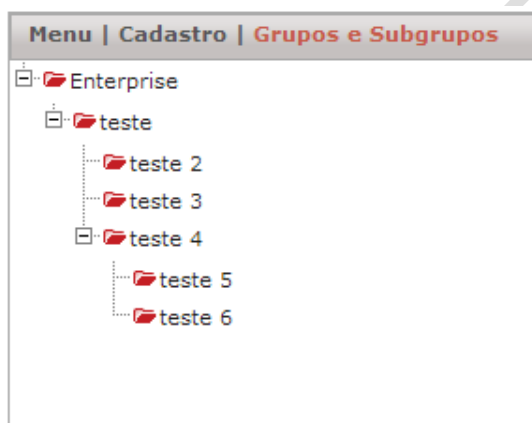 Menu | Cadastro | Grupos e Subgrupos
Enterprise
teste
teste 2
teste 3
teste 4
teste 5
teste 6